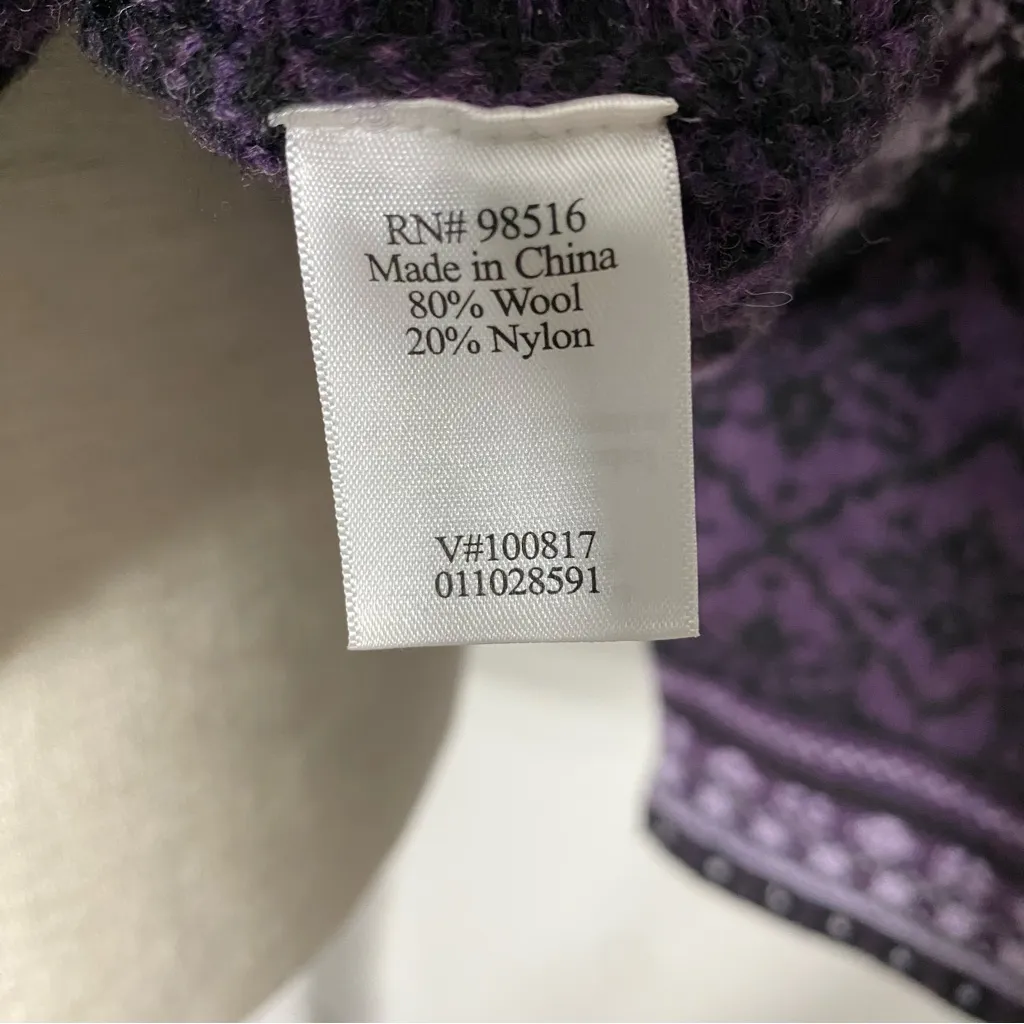 RN# 98516
Made in China
80% Wool
20% Nylon
V#100817
011028591